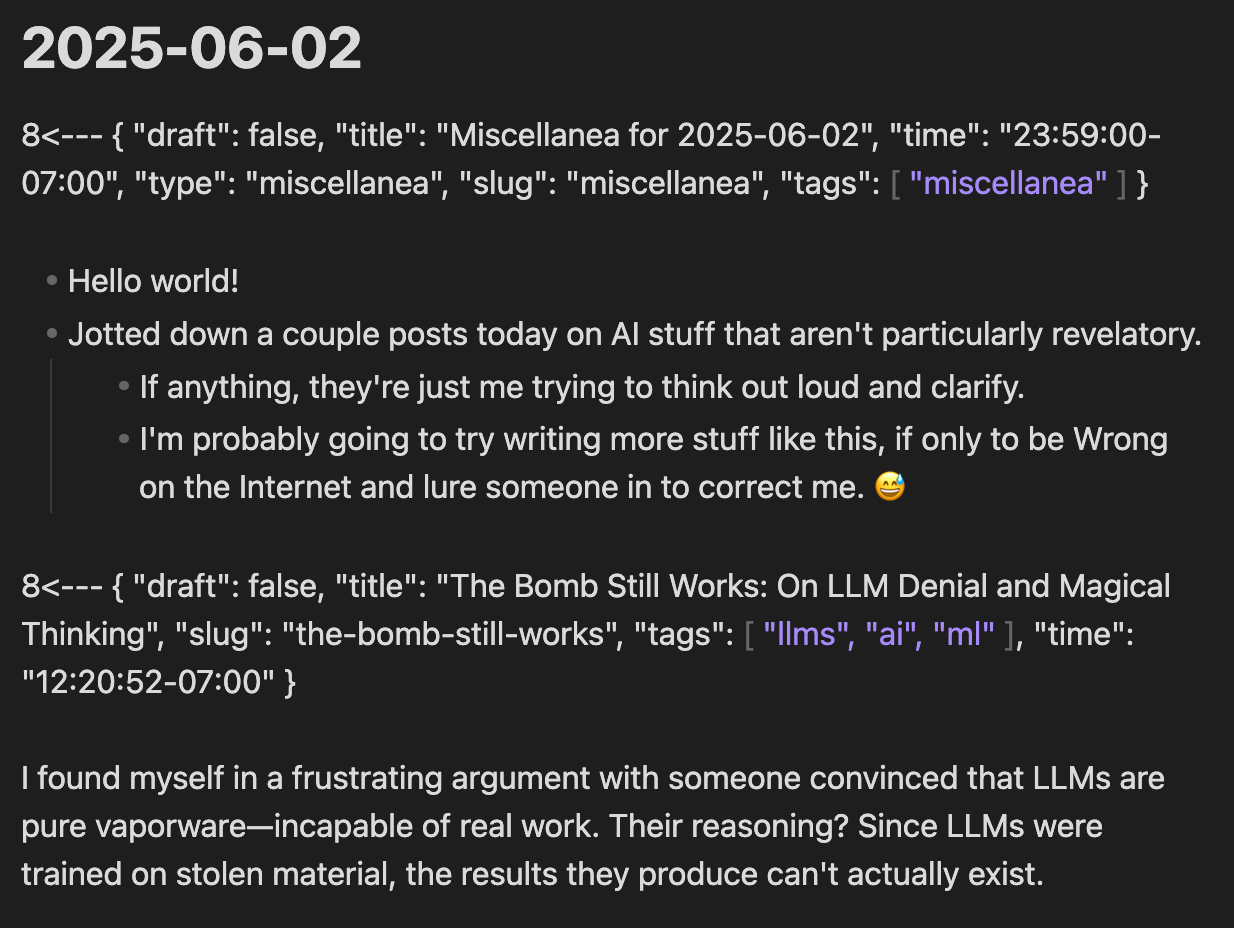 2025-06-02
8<--- { "draft": false, "title": "Miscellanea for 2025-06-02", "time": "23:59:00-
07:00", "type": "miscellanea", "slug": "miscellanea", "tags": [ "miscellanea" ] }
• Hello world!
• Jotted down a couple posts today on AI stuff that aren't particularly revelatory.
• If anything, they're just me trying to think out loud and clarify.
• I'm probably going to try writing more stuff like this, if only to be Wrong
on the Internet and lure someone in to correct me. 😅
8<--- { "draft": false, "title": "The Bomb Still Works: On LLM Denial and Magical
Thinking", "slug": "the-bomb-still-works", "tags": [ "llms", "ai", "ml" ], "time":
"12:20:52-07:00" }
I found myself in a frustrating argument with someone convinced that LLMs are
pure vaporware—incapable of real work. Their reasoning? Since LLMs were
trained on stolen material, the results they produce can't actually exist.